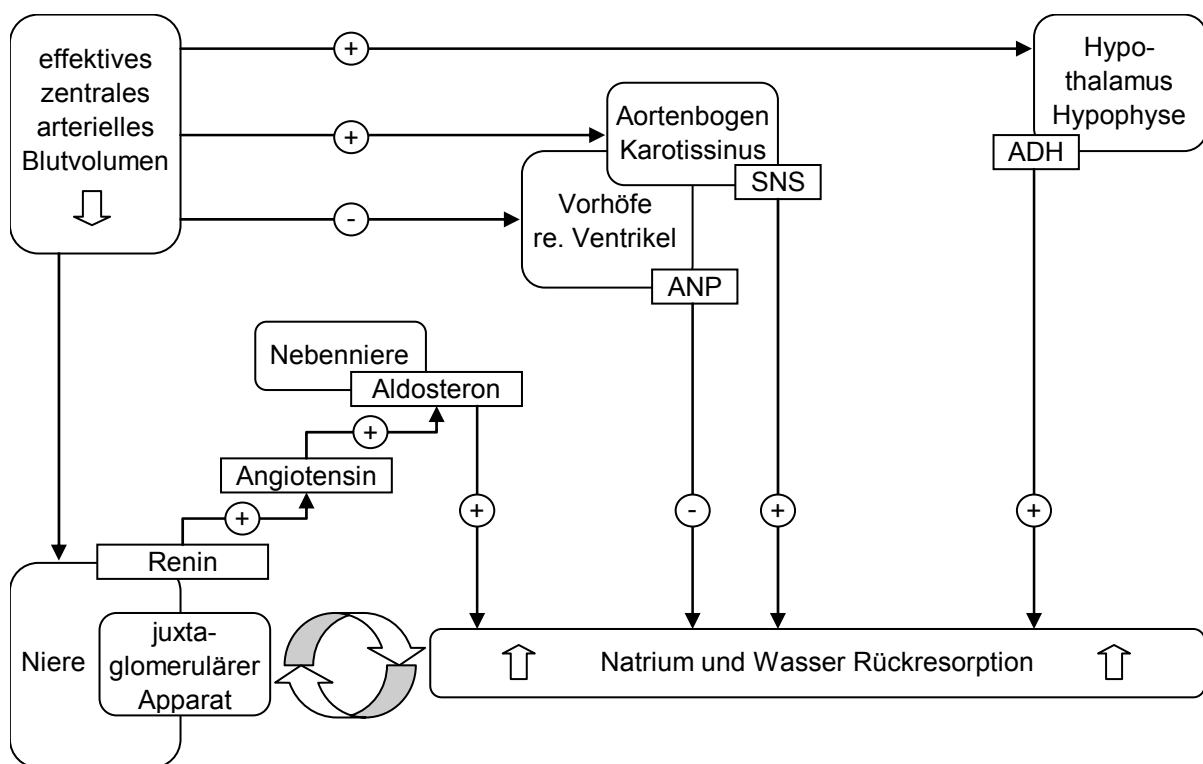 effektives
zentrales
arterielles
Blutvolumen
+
+
-
Hypo-
thalamus
Hypophyse
ADH
Aortenbogen
Karotissinus
SNS
Vorhöfe
re. Ventrikel
ANP
Nebenniere
Aldosteron
+
Angiotensin
+
Renin
+
-
+
+
Niere
juxta-
glomerulärer
Apparat
Natrium und Wasser Rückresorption